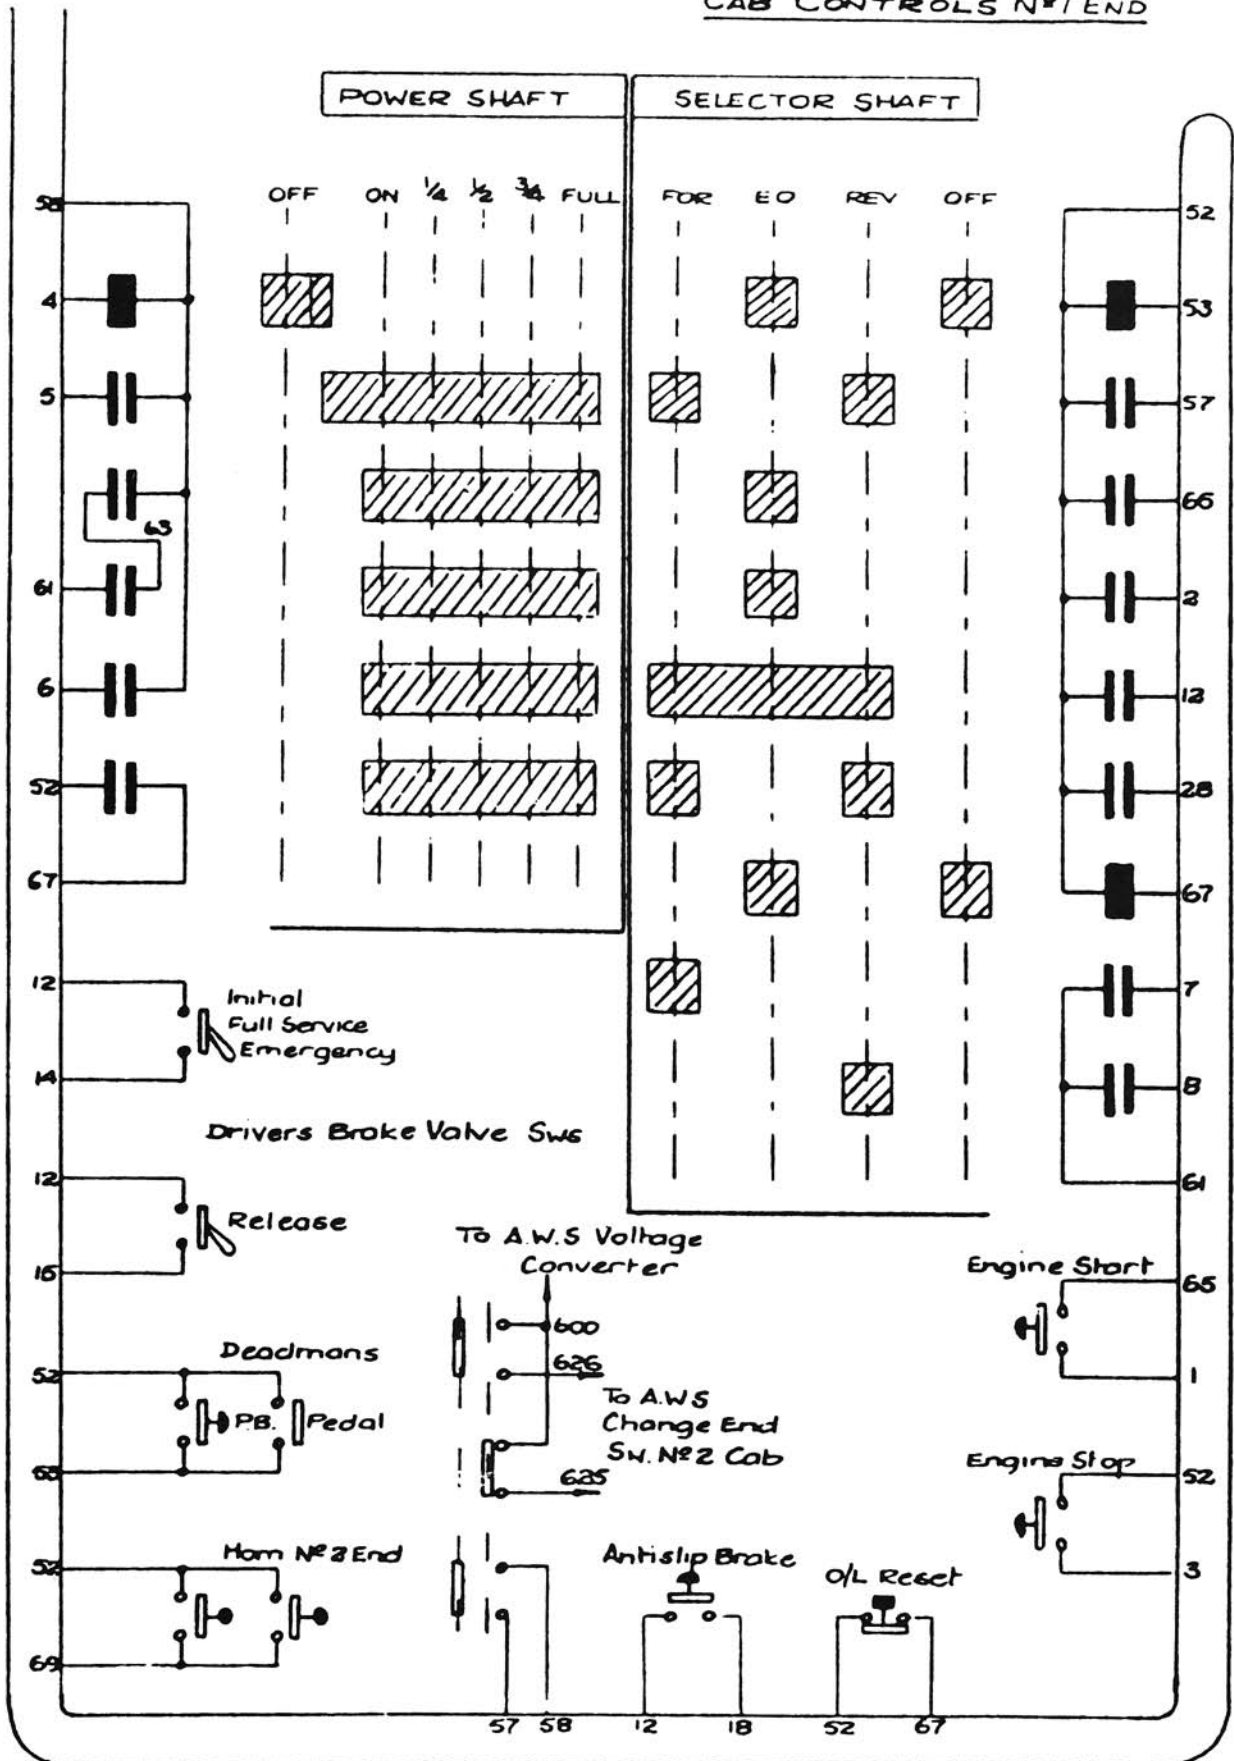 CAB CONTROLS Nº1 END
POWER SHAFT
SELECTOR SHAFT
OFF
ON
1/4
1/2
3/4
FULL
FOR
EO
REV
OFF
58
4
5
63
61
6
52
67
52
53
57
66
2
12
28
67
7
8
61
12
Initial
Full Service
Emergency
14
Drivers Brake Valve Sws
12
Release
16
To A.W.S Voltage
Converter
600
626
To A.W.S
Change End
Sw. Nº2 Cab
625
Engine Start
65
1
Deadmans
52
P.B.
Pedal
Engine Stop
52
3
Horn Nº2 End
52
69
Antislip Brake
O/L Reset
57
58
12
18
52
67